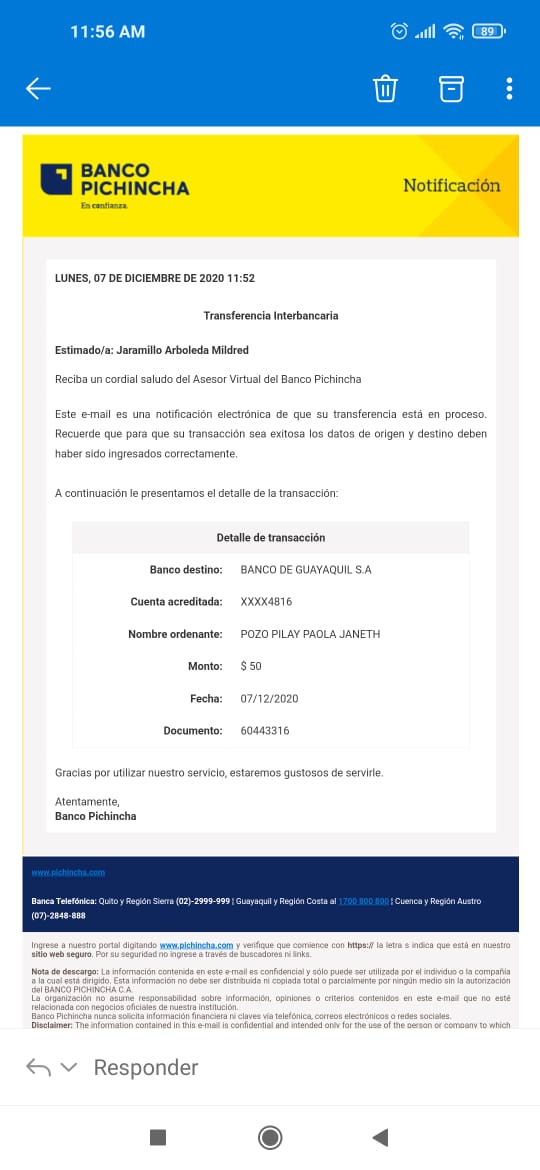 11:56 AM
89
BANCO
PICHINCHA
En confianza.
Notificación
LUNES, 07 DE DICIEMBRE DE 2020 11:52
Transferencia Interbancaria
Estimado/a: Jaramillo Arboleda Mildred
Reciba un cordial saludo del Asesor Virtual del Banco Pichincha
Este e-mail es una notificación electrónica de que su transferencia está en proceso.
Recuerde que para que su transacción sea exitosa los datos de origen y destino deben
haber sido ingresados correctamente.
A continuación le presentamos el detalle de la transacción:
Detalle de transacción
Banco destino: BANCO DE GUAYAQUIL S.A
Cuenta acreditada: XXXX4816
Nombre ordenante: POZO PILAY PAOLA JANETH
Monto: $ 50
Fecha: 07/12/2020
Documento: 60443316
Gracias por utilizar nuestro servicio, estaremos gustosos de servirle.
Atentamente,
Banco Pichincha
www.pichincha.com
Banca Telefónica: Quito y Región Sierra (02)-2999-999 | Guayaquil y Región Costa al 1700 800 800 | Cuenca y Región Austro
(07)-2848-888
Ingrese a nuestro portal digitando www.pichincha.com y verifique que comience con https:// la letra s indica que está en nuestro
sitio web seguro. Por su seguridad no ingrese a través de buscadores ni links.
Nota de descargo: La información contenida en este e-mail es confidencial y sólo puede ser utilizada por el individuo o la compañía
a la cual está dirigido. Esta información no debe ser distribuida ni copiada total o parcialmente por ningún medio sin la autorización
del BANCO PICHINCHA C.A.
La organización no asume responsabilidad sobre información, opiniones o criterios contenidos en este e-mail que no esté
relacionada con negocios oficiales de nuestra institución.
Banco Pichincha nunca solicita información financiera ni claves vía telefónica, correos electrónicos o redes sociales.
Disclaimer: The information contained in this e-mail is confidential and intended only for the use of the person or company to which
Responder